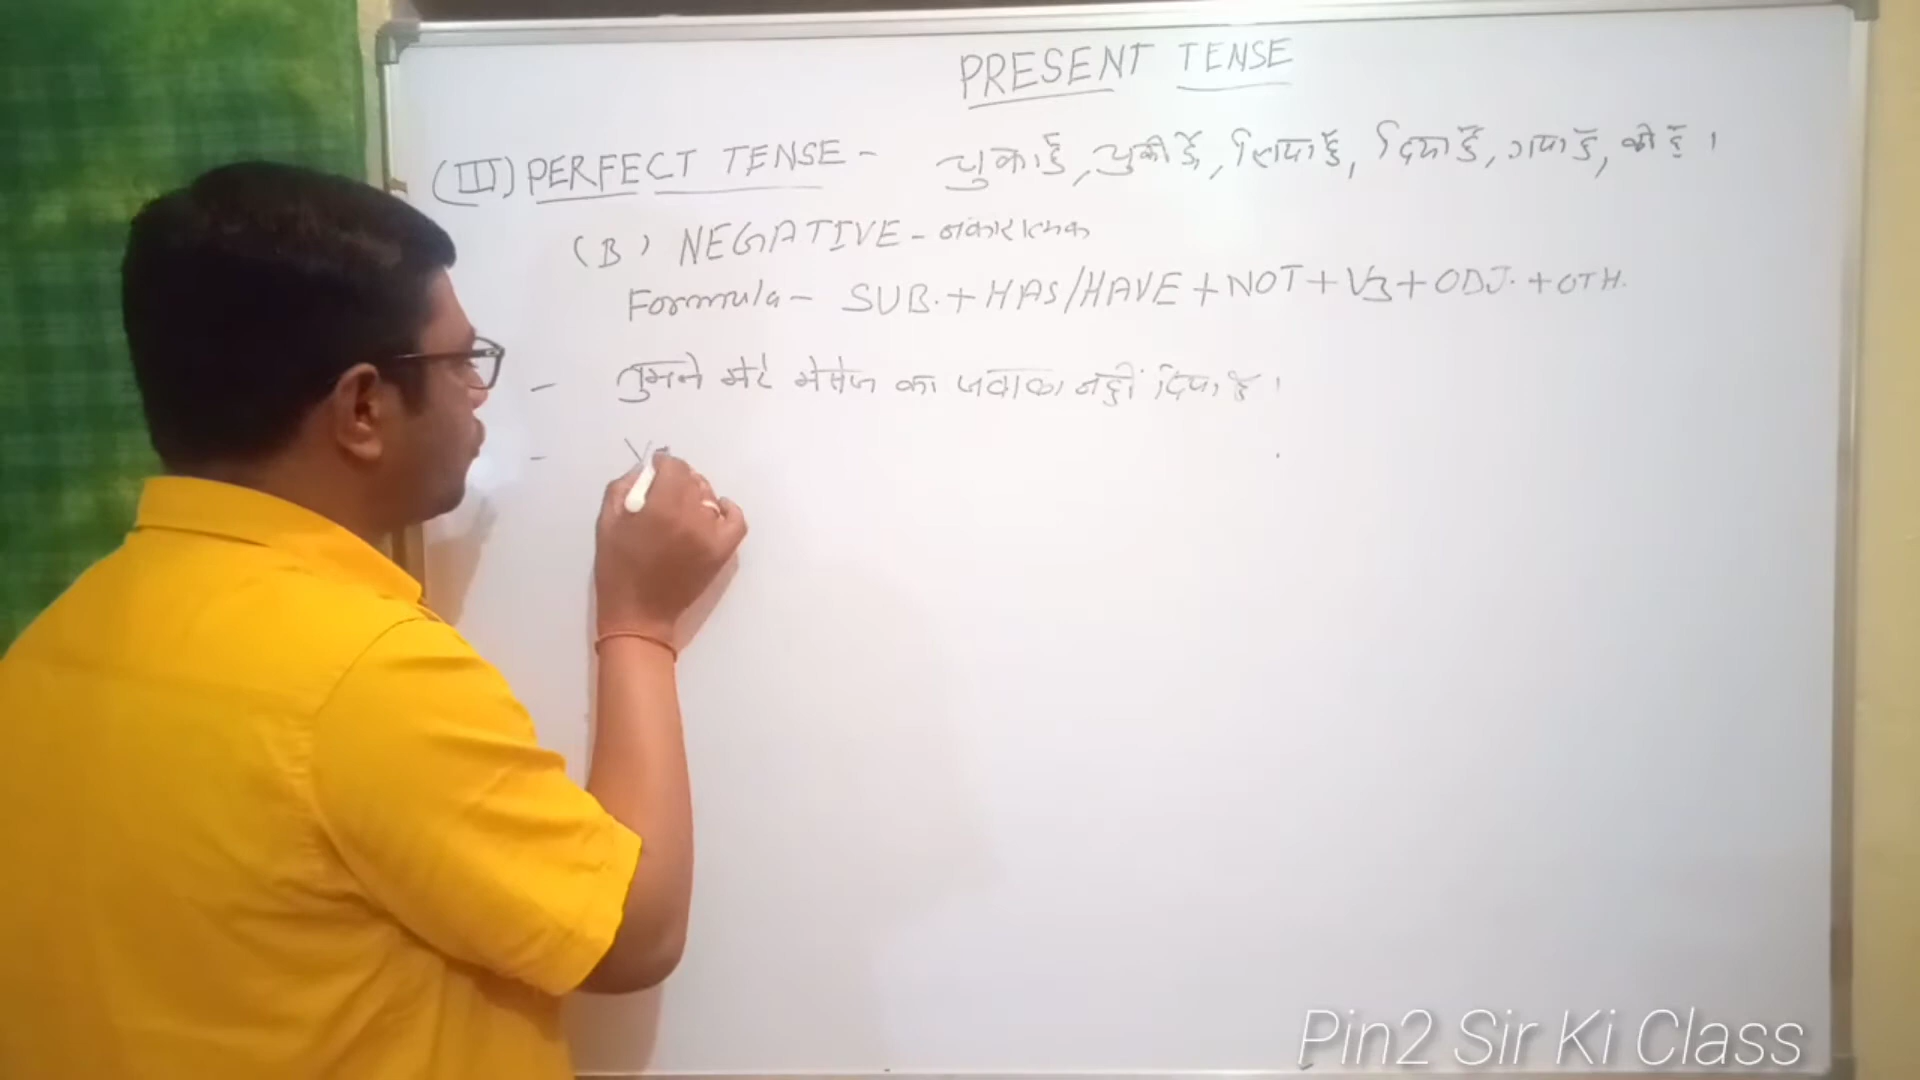 PRESENT TENSE
(III) PERFECT TENSE - चुका है, चुकी है, लिया है, दिया है, गया है, की है ।
(B) NEGATIVE - नकारात्मक
Formula - SUB. + HAS/HAVE + NOT + V3 + OBJ. + OTH.
- तुमने मेरे मेसेज का जवाब नहीं दिया है ।
- Y
Pin2 Sir Ki Class